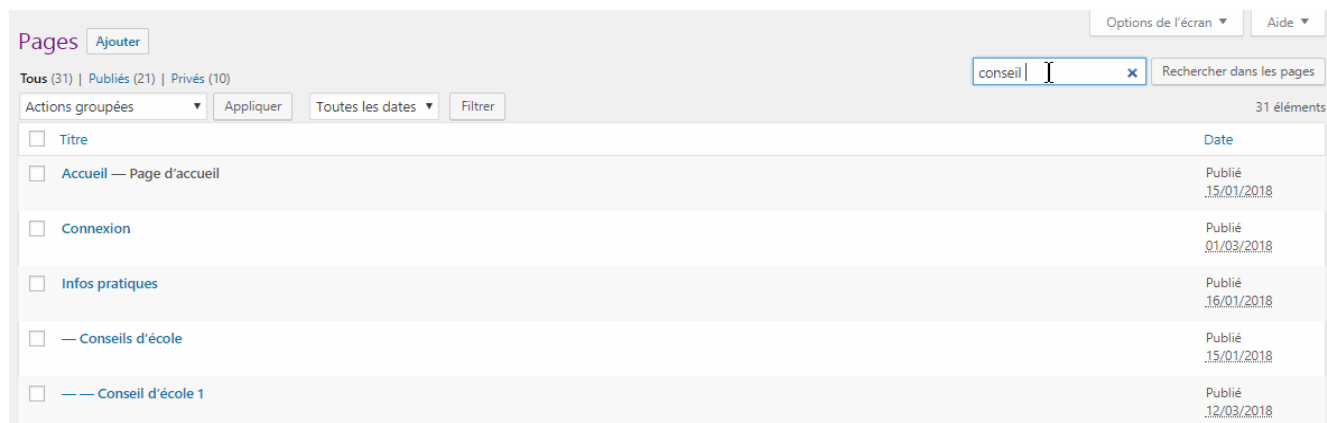 Options de l'écran ▼ Aide ▼
Pages Ajouter
Tous (31) | Publiés (21) | Privés (10)
conseil × Rechercher dans les pages
Actions groupées ▼ Appliquer Toutes les dates ▼ Filtrer 31 éléments
Titre Date
Accueil — Page d'accueil Publié
15/01/2018
Connexion Publié
01/03/2018
Infos pratiques Publié
16/01/2018
— Conseils d'école Publié
15/01/2018
— — Conseil d'école 1 Publié
12/03/2018